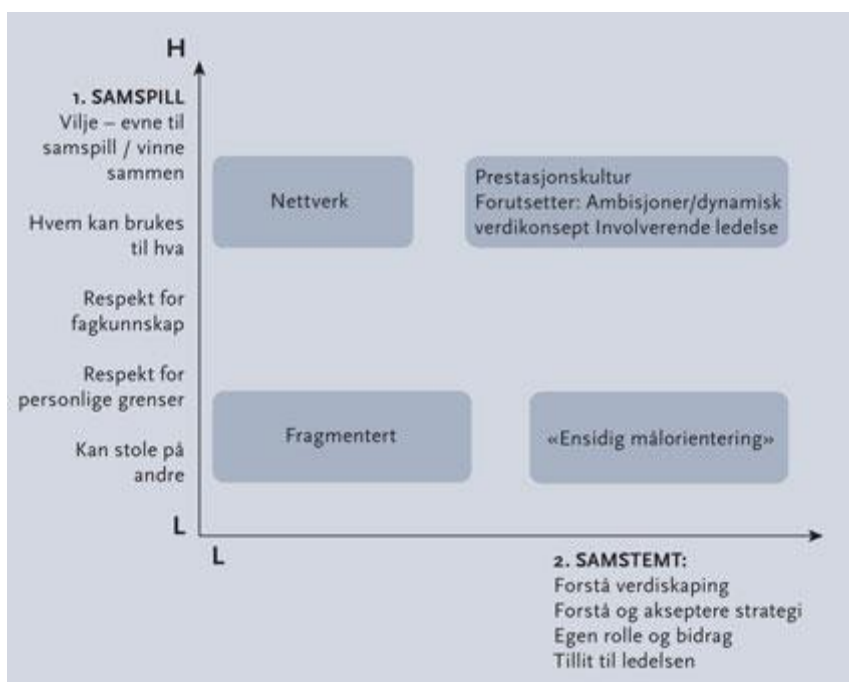 H
1. SAMSPILL
Vilje – evne til
samspill / vinne
sammen
Hvem kan brukes
til hva
Respekt for
fagkunnskap
Respekt for
personlige grenser
Kan stole på
andre
L
Nettverk
Prestasjonskultur
Forutsetter: Ambisjoner/dynamisk
verdikonsept Involverende ledelse
Fragmentert
«Ensidig målorientering»
L
2. SAMSTEMT:
Forstå verdiskaping
Forstå og akseptere strategi
Egen rolle og bidrag
Tillit til ledelsen